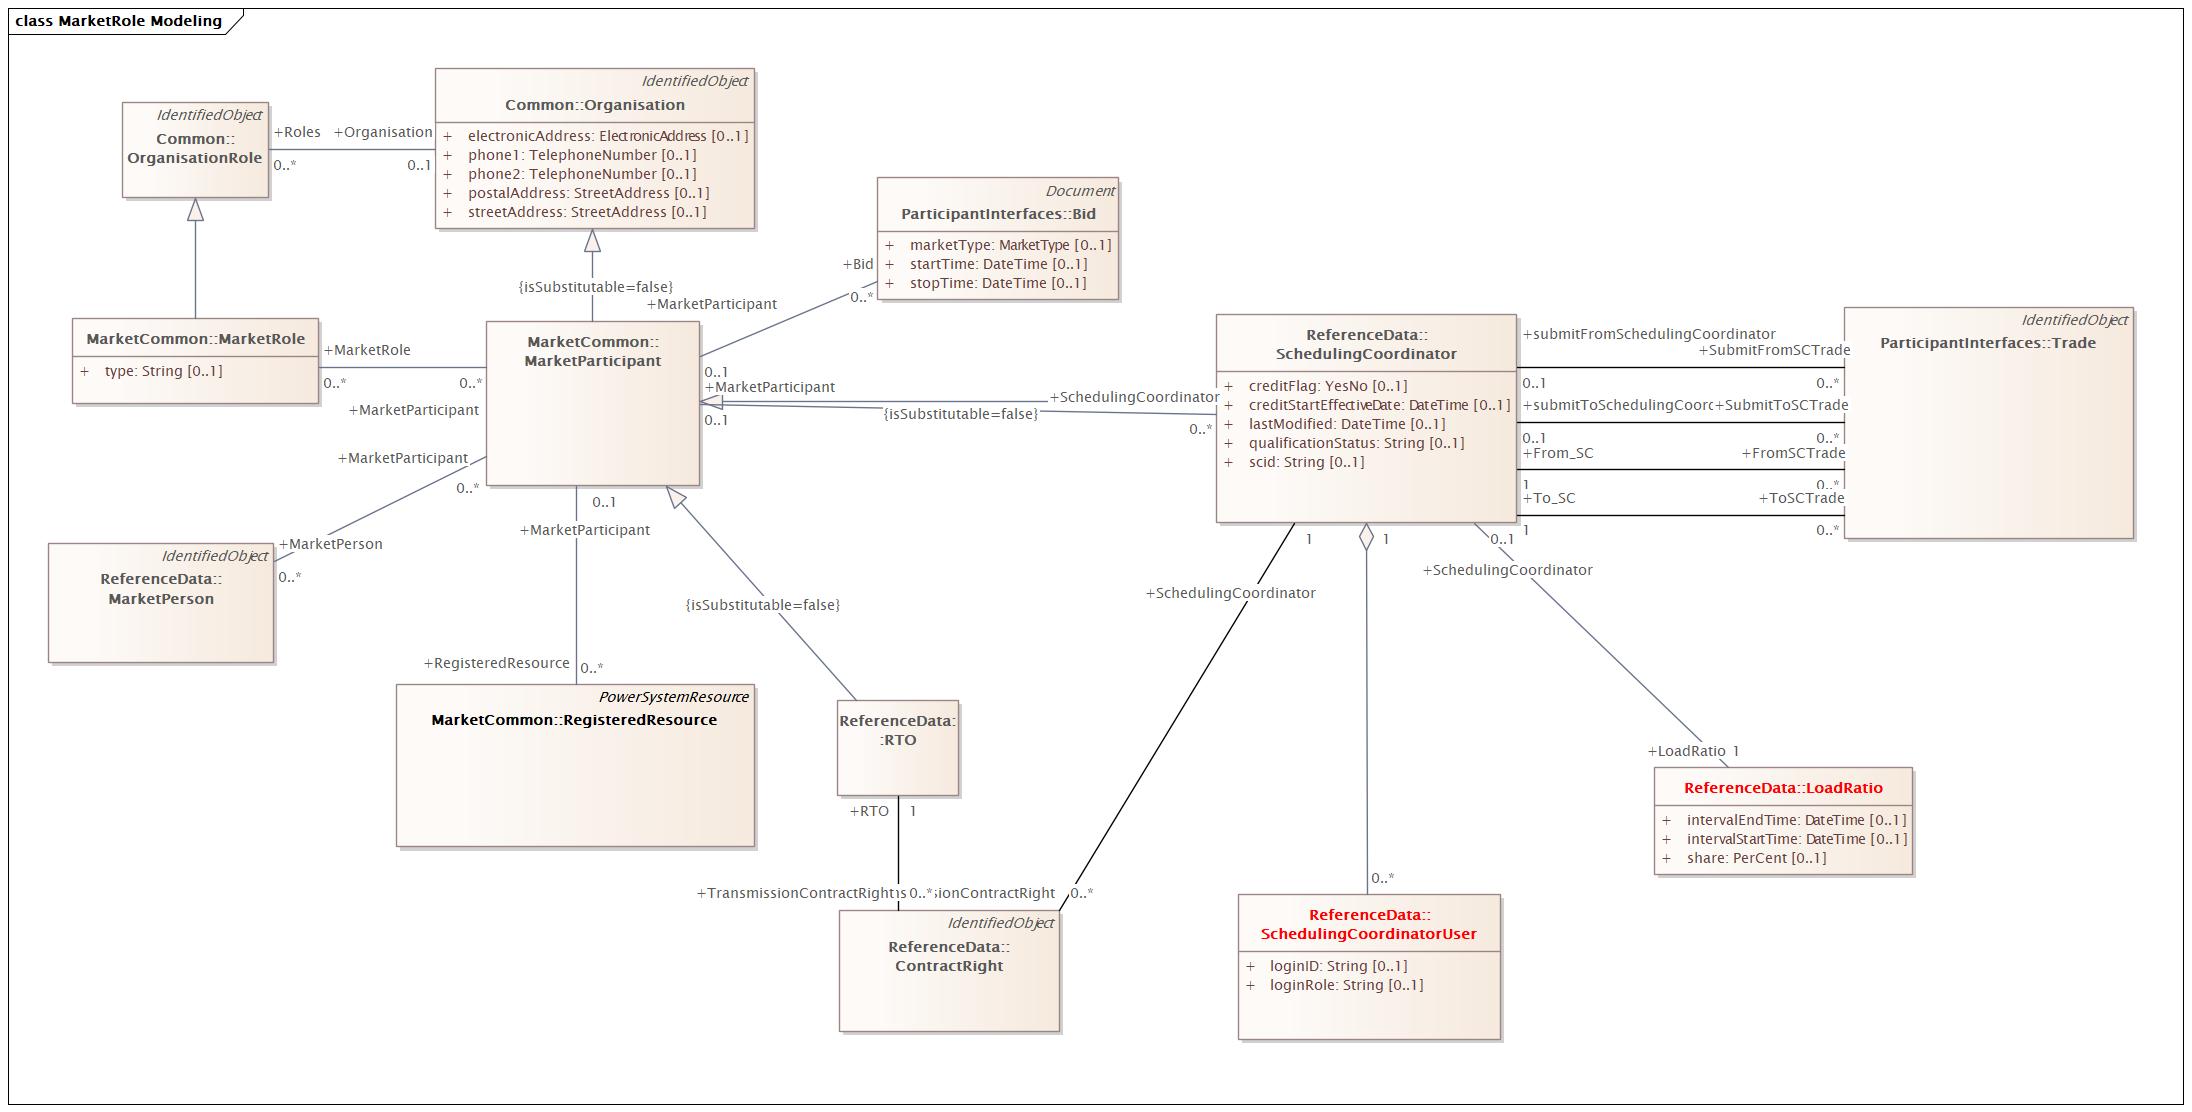 class MarketRole Modeling
IdentifiedObject
Common::
OrganisationRole
+Roles
+Organisation
0..*
0..1
IdentifiedObject
Common::Organisation
+ electronicAddress: ElectronicAddress [0..1]
+ phone1: TelephoneNumber [0..1]
+ phone2: TelephoneNumber [0..1]
+ postalAddress: StreetAddress [0..1]
+ streetAddress: StreetAddress [0..1]
Document
ParticipantInterfaces::Bid
+ marketType: MarketType [0..1]
+ startTime: DateTime [0..1]
+ stopTime: DateTime [0..1]
+Bid
0..*
{isSubstitutable=false}
+MarketParticipant
0..1
MarketCommon::MarketRole
+ type: String [0..1]
+MarketRole
0..*
0..*
+MarketParticipant
MarketCommon::
MarketParticipant
+MarketParticipant
0..1
+SchedulingCoordinator
{isSubstitutable=false}
0..*
ReferenceData::
SchedulingCoordinator
+ creditFlag: YesNo [0..1]
+ creditStartEffectiveDate: DateTime [0..1]
+ lastModified: DateTime [0..1]
+ qualificationStatus: String [0..1]
+ scid: String [0..1]
+submitFromSchedulingCoordinator
+SubmitFromSCTrade
0..1
0..*
+submitToSchedulingCoorc
+SubmitToSCTrade
0..1
0..*
+From_SC
+FromSCTrade
1
0..*
+To_SC
+ToSCTrade
1
0..*
IdentifiedObject
ParticipantInterfaces::Trade
+MarketParticipant
0..*
+MarketPerson
0..*
IdentifiedObject
ReferenceData::
MarketPerson
0..1
+MarketParticipant
+RegisteredResource
0..*
PowerSystemResource
MarketCommon::RegisteredResource
{isSubstitutable=false}
ReferenceData:
:RTO
+RTO
1
+TransmissionContractRights
0..*
ionContractRight
0..*
IdentifiedObject
ReferenceData::
ContractRight
1
+SchedulingCoordinator
1
0..*
ReferenceData::
SchedulingCoordinatorUser
+ loginID: String [0..1]
+ loginRole: String [0..1]
0..1
+SchedulingCoordinator
+LoadRatio
1
ReferenceData::LoadRatio
+ intervalEndTime: DateTime [0..1]
+ intervalStartTime: DateTime [0..1]
+ share: PerCent [0..1]